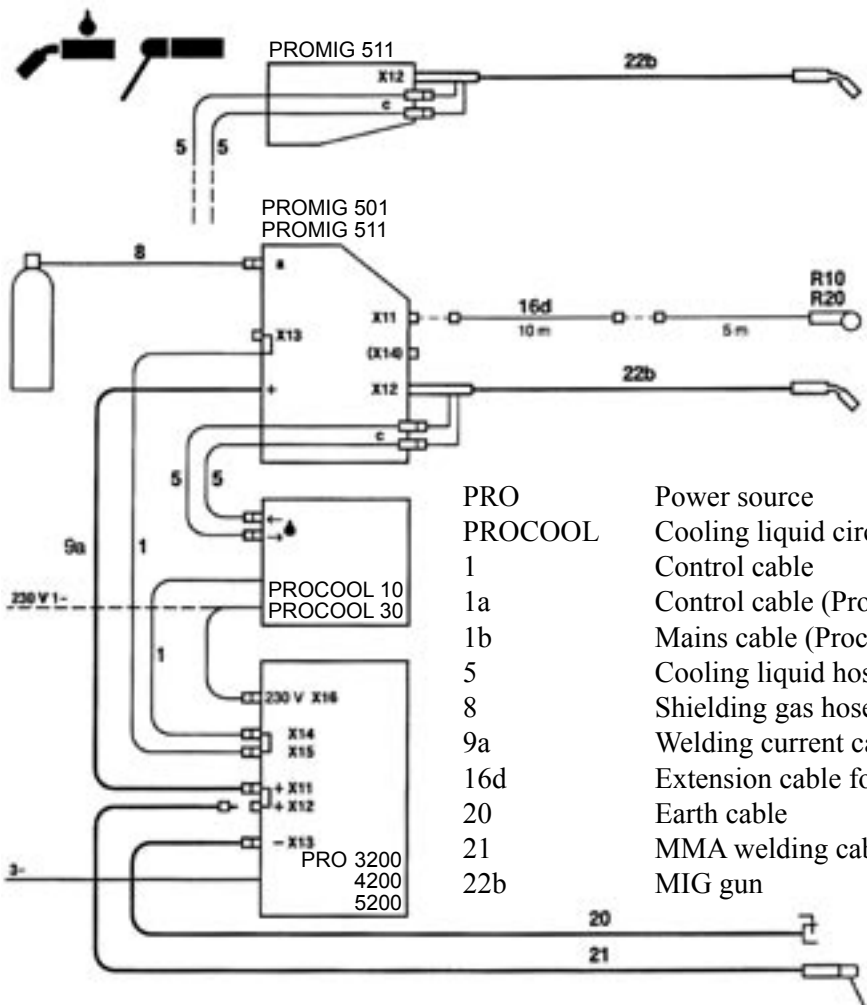 PROMIG 511
X12
22b
c
5 5
PROMIG 501
PROMIG 511
8
a
R10
R20
X11
16d
10 m
5 m
X13
(X14)
+
X12
22b
c
5 5
9a
1
←
→
230 V 1~
PROCOOL 10
PROCOOL 30
1
230 V X16
X14
X15
+ X11
+ X12
- X13
3~
PRO 3200
4200
5200
20
21
PRO Power source
PROCOOL Cooling liquid circ
1 Control cable
1a Control cable (Pro
1b Mains cable (Proc
5 Cooling liquid hos
8 Shielding gas hose
9a Welding current ca
16d Extension cable fo
20 Earth cable
21 MMA welding cab
22b MIG gun